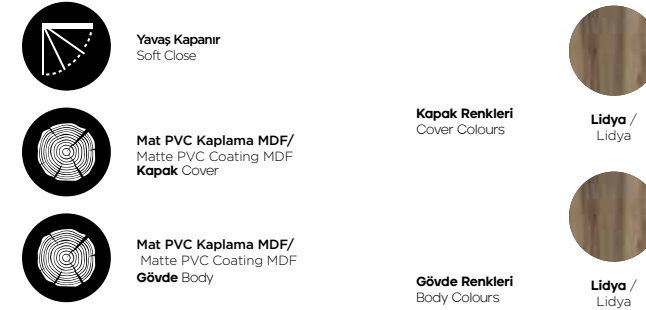 Yavaş Kapanır
Soft Close
Mat PVC Kaplama MDF/
Matte PVC Coating MDF
Kapak Cover
Mat PVC Kaplama MDF/
Matte PVC Coating MDF
Gövde Body
Kapak Renkleri
Cover Colours
Lidya /
Lidya
Gövde Renkleri
Body Colours
Lidya /
Lidya